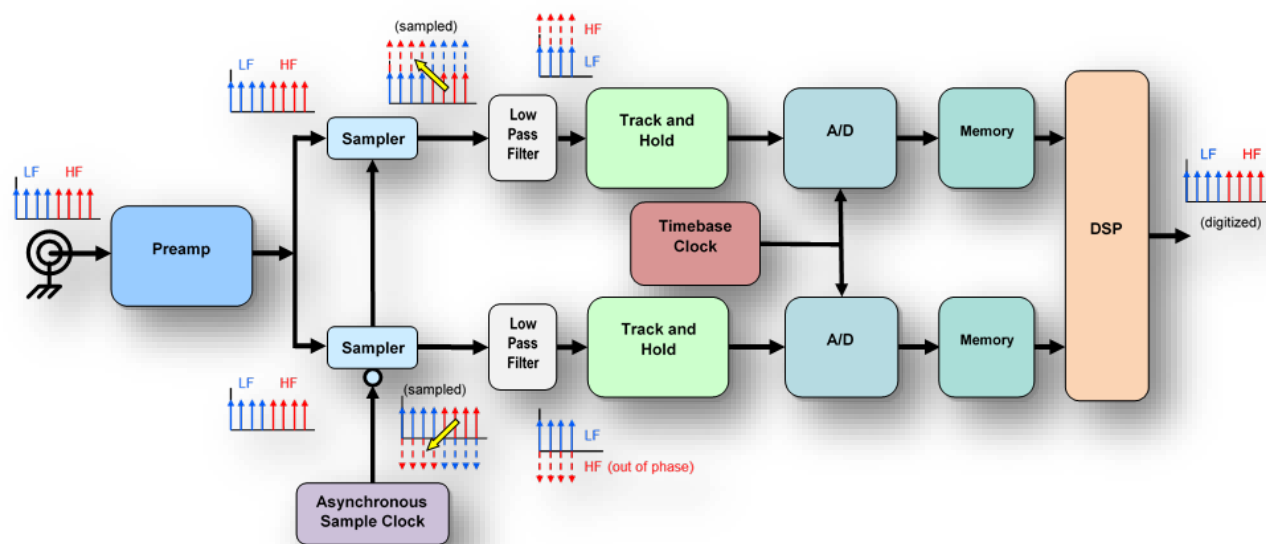 (sampled)
HF
LF
LF HF
Sampler
Low
Pass
Filter
Track and
Hold
A/D
Memory
LF HF
Preamp
Timebase
Clock
DSP
LF HF
(digitized)
Sampler
Low
Pass
Filter
Track and
Hold
A/D
Memory
LF HF
(sampled)
LF
HF (out of phase)
Asynchronous
Sample Clock